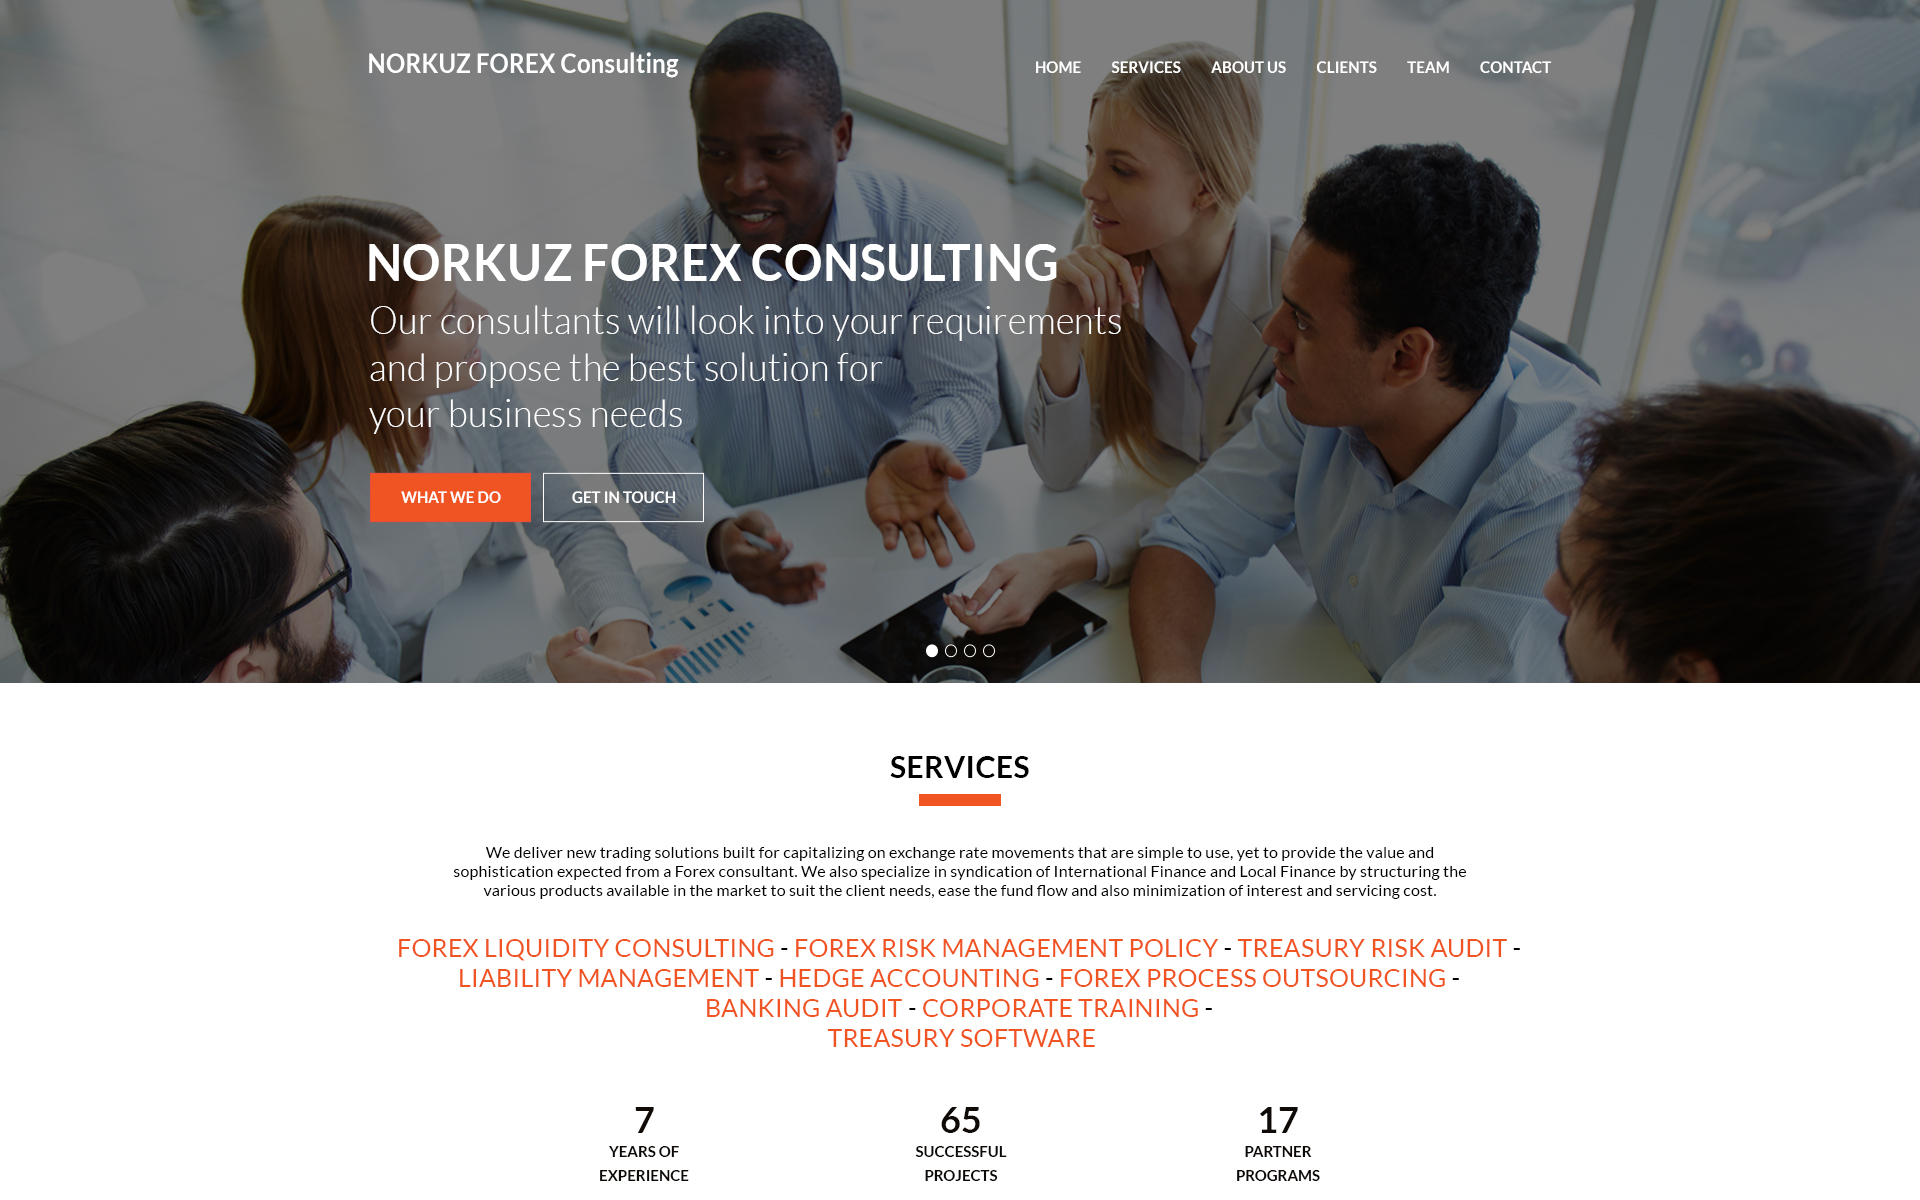 NORKUZ FOREX Consulting
HOME SERVICES ABOUT US CLIENTS TEAM CONTACT
NORKUZ FOREX CONSULTING
Our consultants will look into your requirements
and propose the best solution for
your business needs
WHAT WE DO GET IN TOUCH
SERVICES
We deliver new trading solutions built for capitalizing on exchange rate movements that are simple to use, yet to provide the value and
sophistication expected from a Forex consultant. We also specialize in syndication of International Finance and Local Finance by structuring the
various products available in the market to suit the client needs, ease the fund flow and also minimization of interest and servicing cost.
FOREX LIQUIDITY CONSULTING - FOREX RISK MANAGEMENT POLICY - TREASURY RISK AUDIT -
LIABILITY MANAGEMENT - HEDGE ACCOUNTING - FOREX PROCESS OUTSOURCING -
BANKING AUDIT - CORPORATE TRAINING -
TREASURY SOFTWARE
7 65 17
YEARS OF SUCCESSFUL PARTNER
EXPERIENCE PROJECTS PROGRAMS